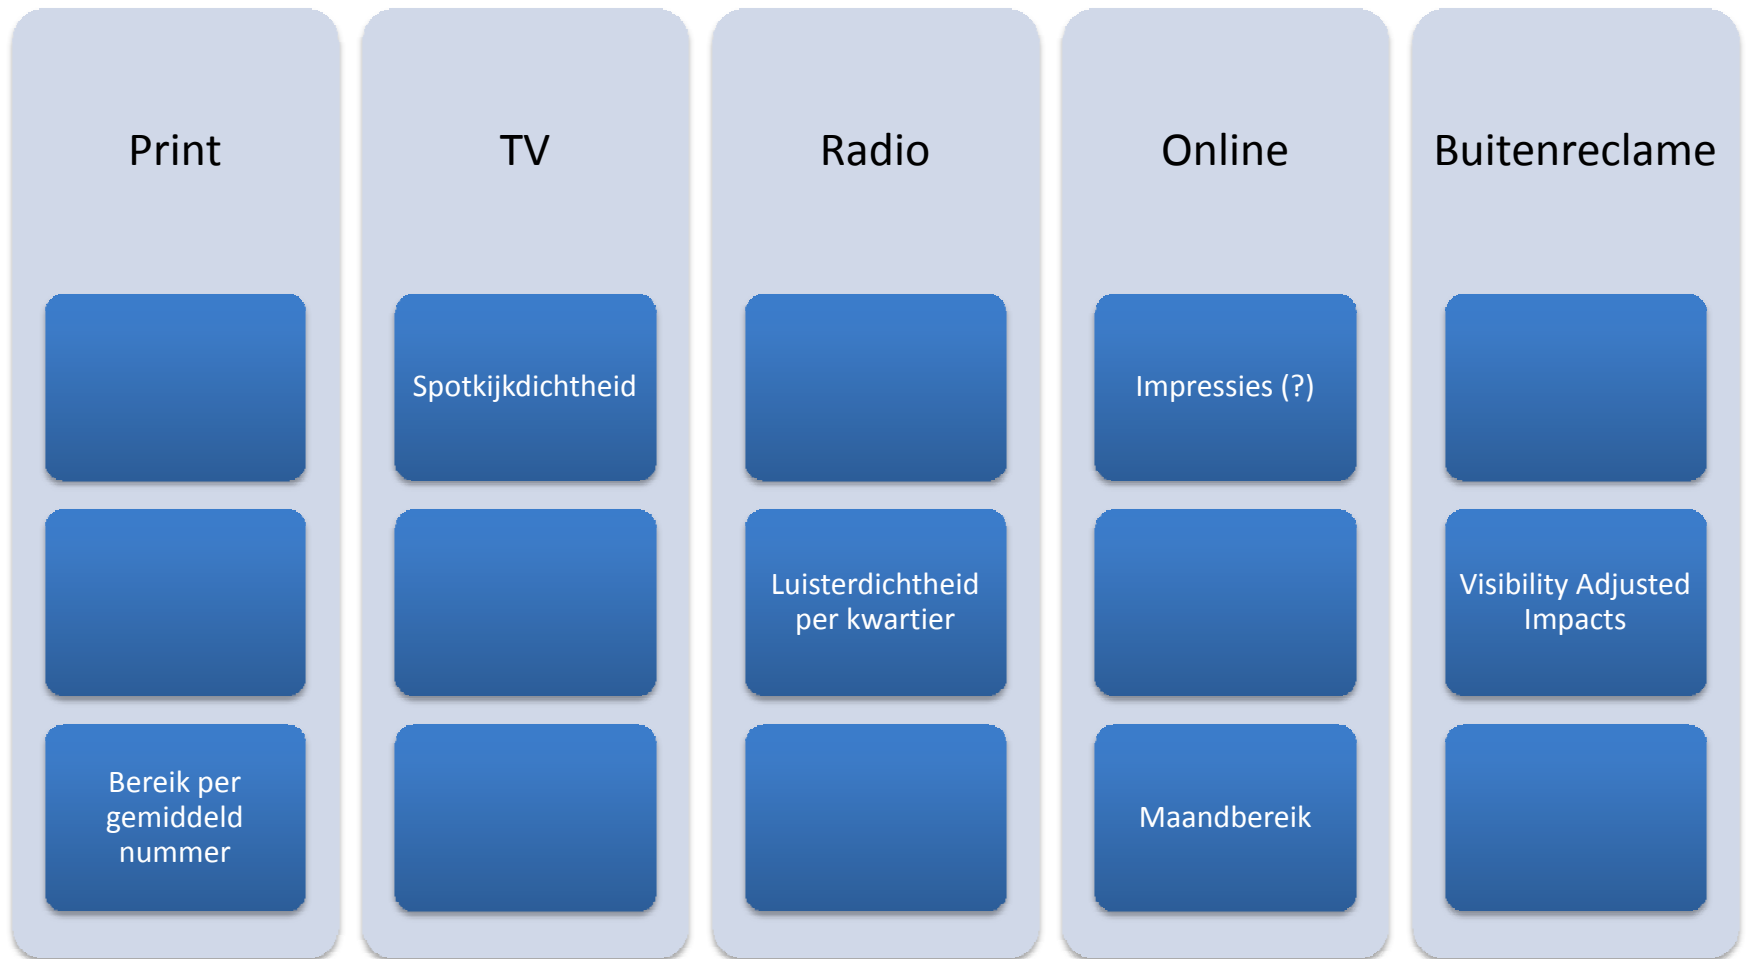 Print
TV
Radio
Online
Buitenreclame
Spotkijkdichtheid
Impressies (?)
Luisterdichtheid
per kwartier
Visibility Adjusted
Impacts
Bereik per
gemiddeld
nummer
Maandbereik